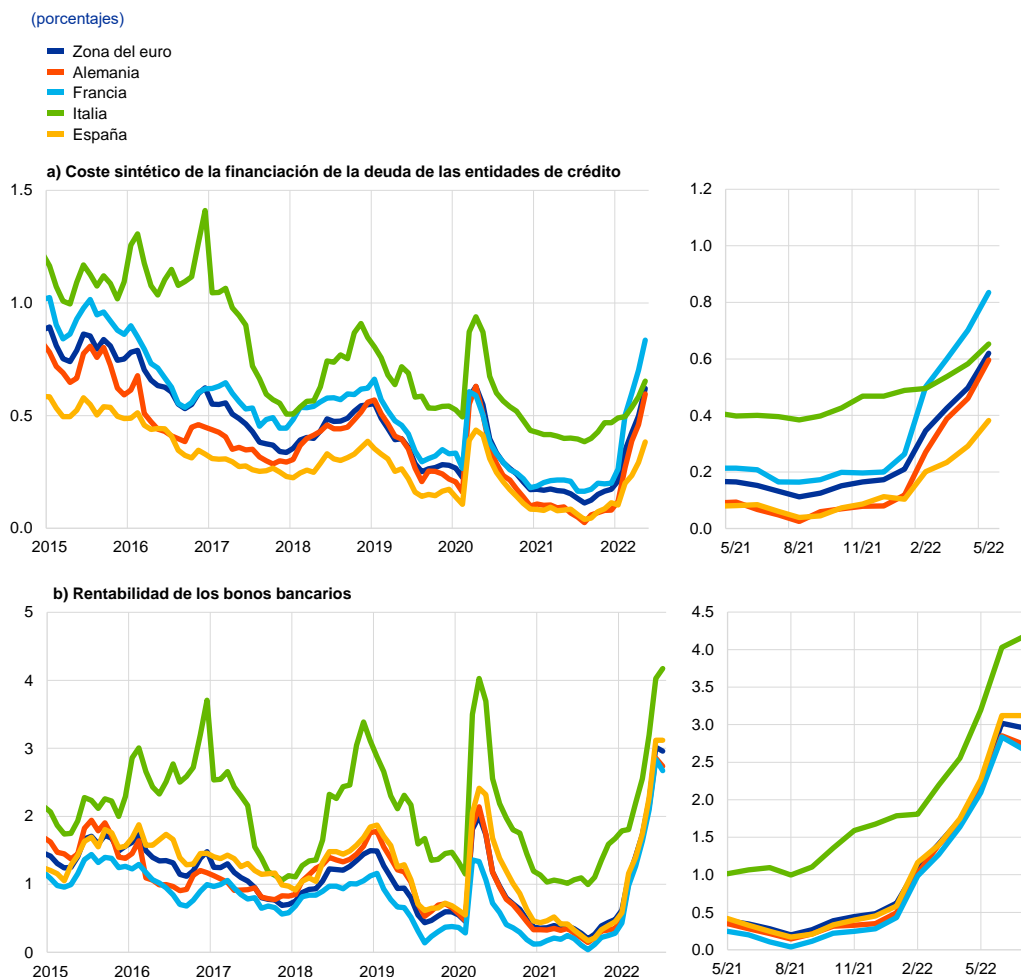 (porcentajes)
Zona del euro
Alemania
Francia
Italia
España
a) Coste sintético de la financiación de la deuda de las entidades de crédito
1.5
1.0
0.5
0.0
2015 2016 2017 2018 2019 2020 2021 2022
1.2
1.0
0.8
0.6
0.4
0.2
0.0
5/21 8/21 11/21 2/22 5/22
b) Rentabilidad de los bonos bancarios
5
4
3
2
1
0
2015 2016 2017 2018 2019 2020 2021 2022
4.5
4.0
3.5
3.0
2.5
2.0
1.5
1.0
0.5
0.0
5/21 8/21 11/21 2/22 5/22